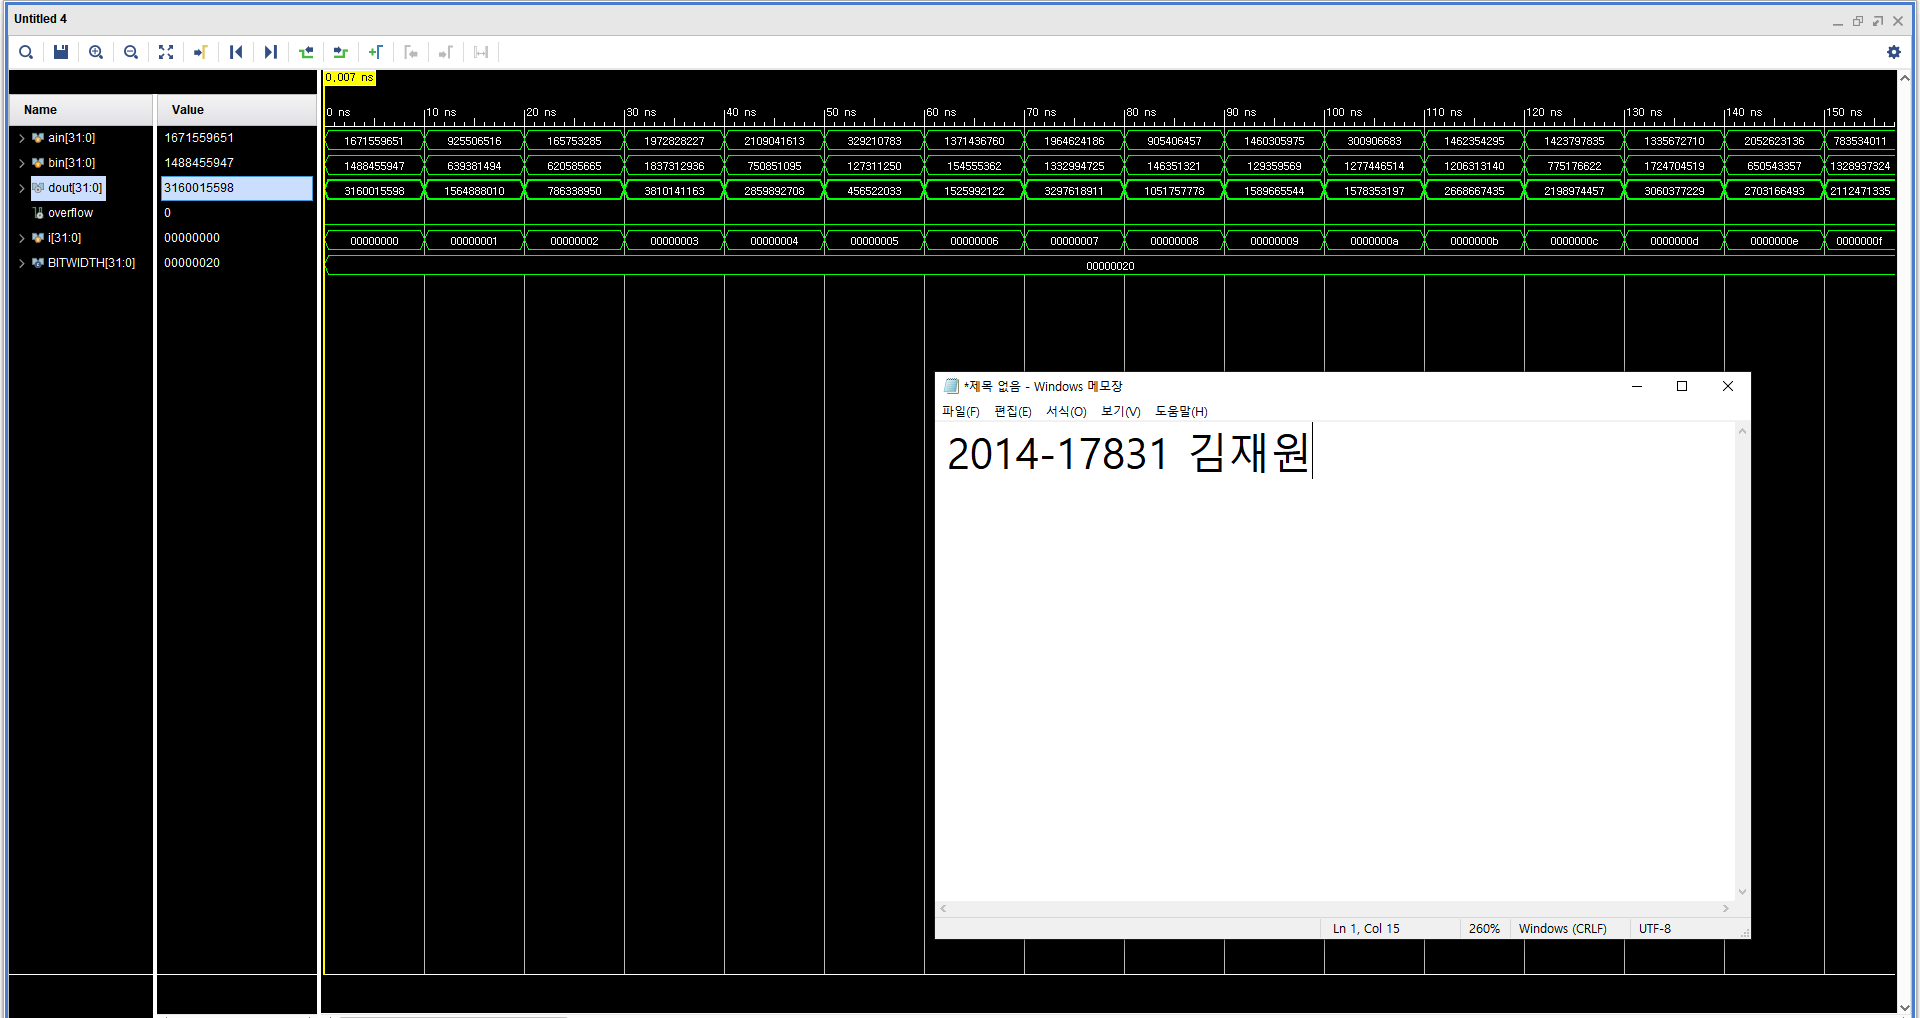 Untitled 4
0,007 ns
Name Value
0 ns 10 ns 20 ns 30 ns 40 ns 50 ns 60 ns 70 ns 80 ns 90 ns 100 ns 110 ns 120 ns 130 ns 140 ns 150 ns
ain[31:0] 1671559651 1671559651 925506516 165753285 1972828227 2109041613 329210783 1371436760 1964624186 905406457 1460305975 300906683 1462354295 1423797835 1335672710 2052623136 783534011
bin[31:0] 1488455947 1488455947 639381494 620585665 1837312936 750851095 127311250 154555362 1332994725 146351321 129359569 1277446514 1206313140 775176622 1724704519 650543357 1328937324
dout[31:0] 3160015598 3160015598 1564888010 786338950 3810141163 2859892708 456522033 1525992122 3297618911 1051757778 1589665544 1578353197 2668667435 2198974457 3060377229 2703166493 2112471335
overflow 0
i[31:0] 00000000 00000000 00000001 00000002 00000003 00000004 00000005 00000006 00000007 00000008 00000009 0000000a 0000000b 0000000c 0000000d 0000000e 0000000f
BITWIDTH[31:0] 00000020 00000020
*제목 없음 - Windows 메모장
파일(F) 편집(E) 서식(O) 보기(V) 도움말(H)
2014-17831 김재원
Ln 1, Col 15 260% Windows (CRLF) UTF-8